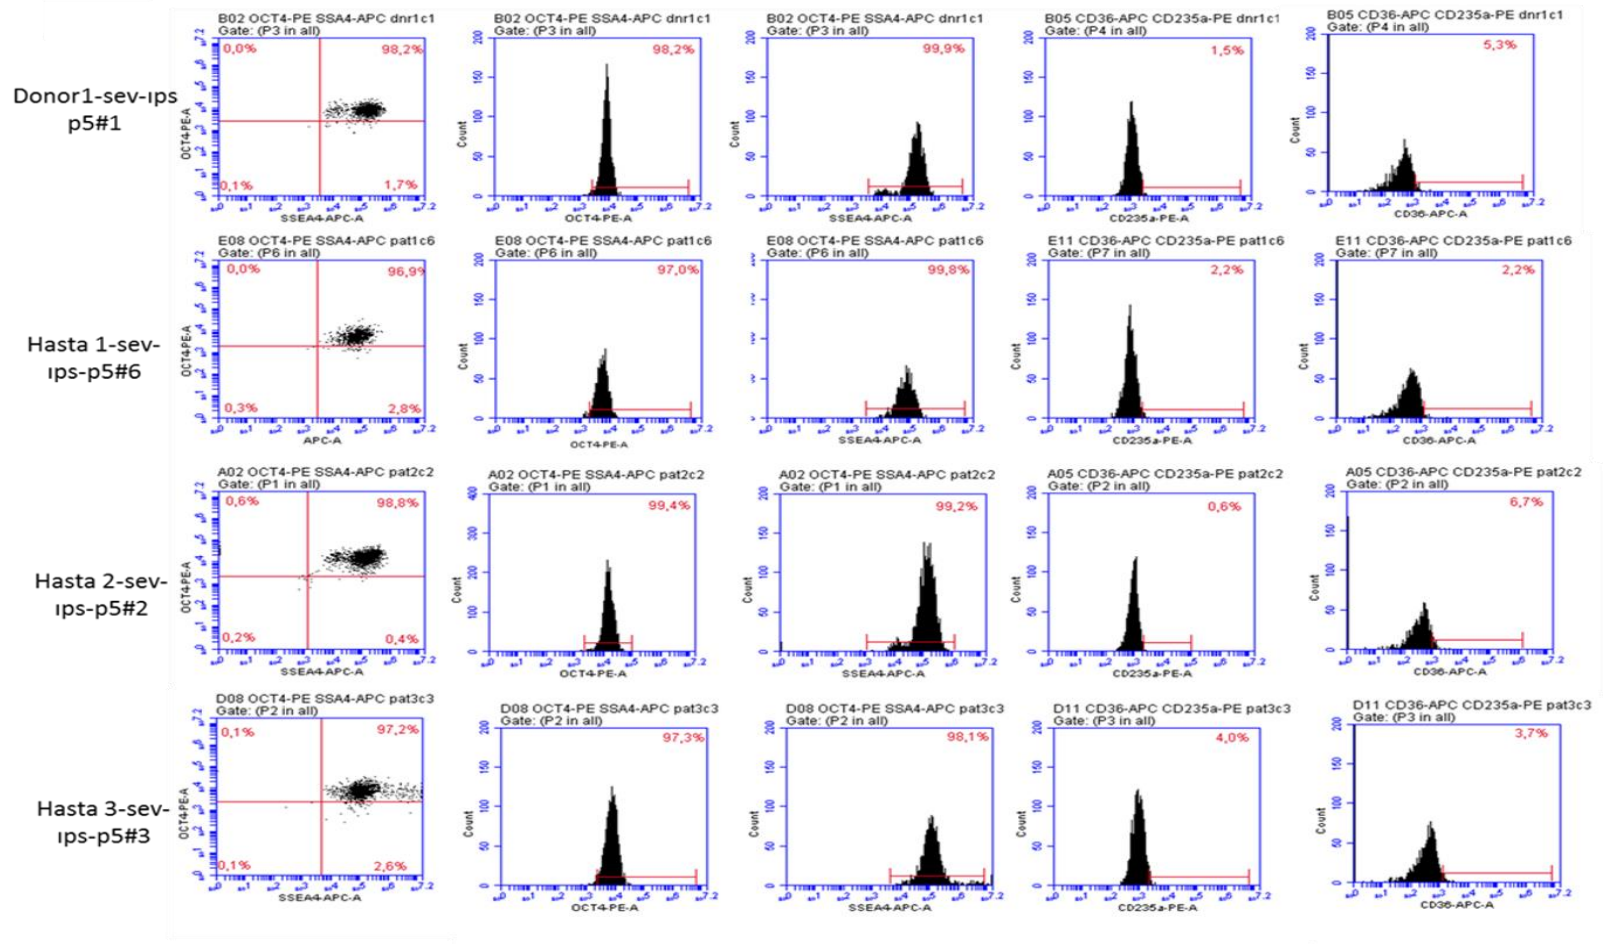 Donor1-sev-ıps
p5#1
B02 OCT4-PE SSA4-APC dnr1c1
Gate: (P3 in all)
0,0%
98,2%
0,1%
1,7%
OCT4-PE-A
SSEA4-APC-A
B02 OCT4-PE SSA4-APC dnr1c1
Gate: (P3 in all)
98,2%
Count
OCT4-PE-A
B02 OCT4-PE SSA4-APC dnr1c1
Gate: (P3 in all)
99,9%
Count
SSEA4-APC-A
B05 CD36-APC CD235a-PE dnr1c1
Gate: (P4 in all)
1,5%
Count
CD235a-PE-A
B05 CD36-APC CD235a-PE dnr1c1
Gate: (P4 in all)
5,3%
Count
CD36-APC-A
Hasta 1-sev-
ıps-p5#6
E08 OCT4-PE SSA4-APC pat1c6
Gate: (P6 in all)
0,0%
96,9%
0,3%
2,8%
OCT4-PE-A
APC-A
E08 OCT4-PE SSA4-APC pat1c6
Gate: (P6 in all)
97,0%
Count
OCT4-PE-A
E08 OCT4-PE SSA4-APC pat1c6
Gate: (P6 in all)
99,8%
Count
SSEA4-APC-A
E11 CD36-APC CD235a-PE pat1c6
Gate: (P7 in all)
2,2%
Count
CD235a-PE-A
E11 CD36-APC CD235a-PE pat1c6
Gate: (P7 in all)
2,2%
Count
CD36-APC-A
Hasta 2-sev-
ıps-p5#2
A02 OCT4-PE SSA4-APC pat2c2
Gate: (P1 in all)
0,6%
98,8%
0,2%
0,4%
OCT4-PE-A
SSEA4-APC-A
A02 OCT4-PE SSA4-APC pat2c2
Gate: (P1 in all)
99,4%
Count
OCT4-PE-A
A02 OCT4-PE SSA4-APC pat2c2
Gate: (P1 in all)
99,2%
Count
SSEA4-APC-A
A05 CD36-APC CD235a-PE pat2c2
Gate: (P2 in all)
0,6%
Count
CD235a-PE-A
A05 CD36-APC CD235a-PE pat2c2
Gate: (P2 in all)
6,7%
Count
CD36-APC-A
Hasta 3-sev-
ıps-p5#3
D08 OCT4-PE SSA4-APC pat3c3
Gate: (P2 in all)
0,1%
97,2%
0,1%
2,6%
OCT4-PE-A
SSEA4-APC-A
D08 OCT4-PE SSA4-APC pat3c3
Gate: (P2 in all)
97,3%
Count
OCT4-PE-A
D08 OCT4-PE SSA4-APC pat3c3
Gate: (P2 in all)
98,1%
Count
SSEA4-APC-A
D11 CD36-APC CD235a-PE pat3c3
Gate: (P3 in all)
4,0%
Count
CD235a-PE-A
D11 CD36-APC CD235a-PE pat3c3
Gate: (P3 in all)
3,7%
Count
CD36-APC-A